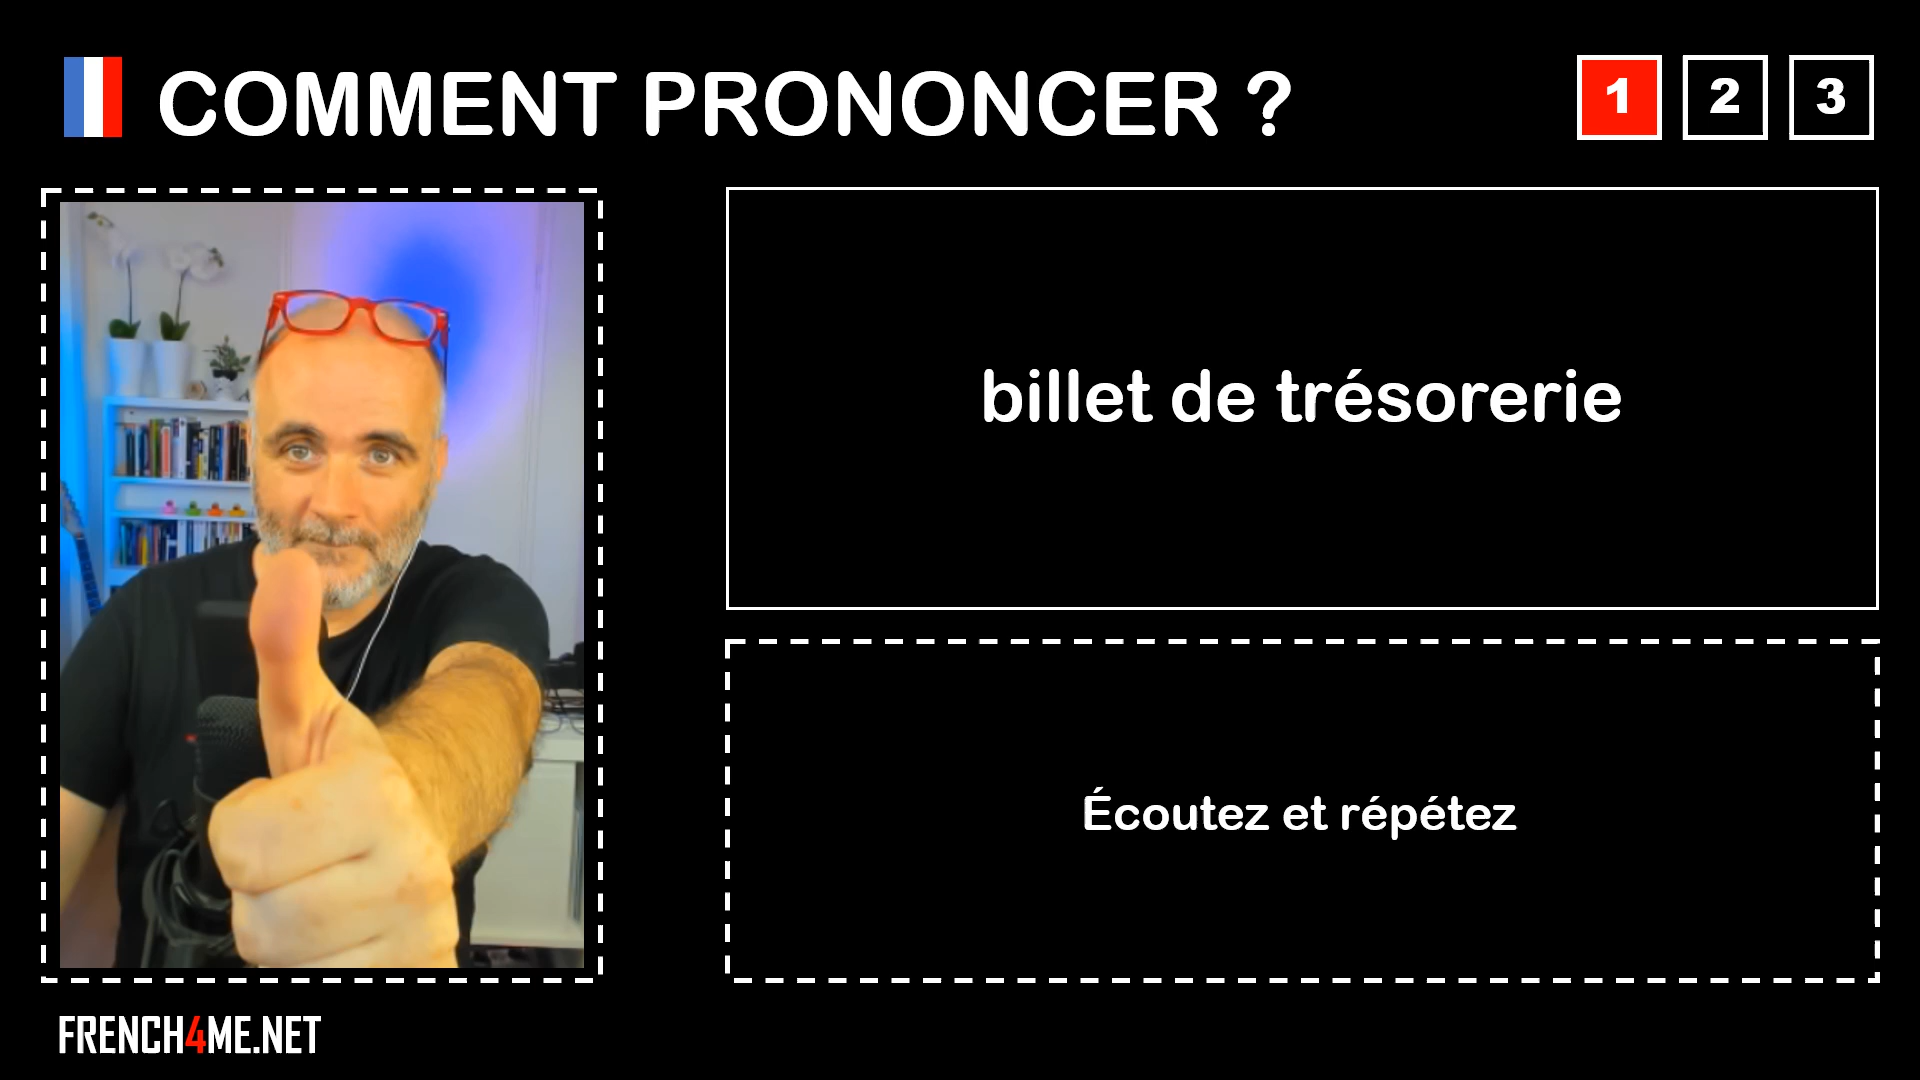 COMMENT PRONONCER ?
1 2 3
billet de trésorerie
Écoutez et répétez
FRENCH4ME.NET